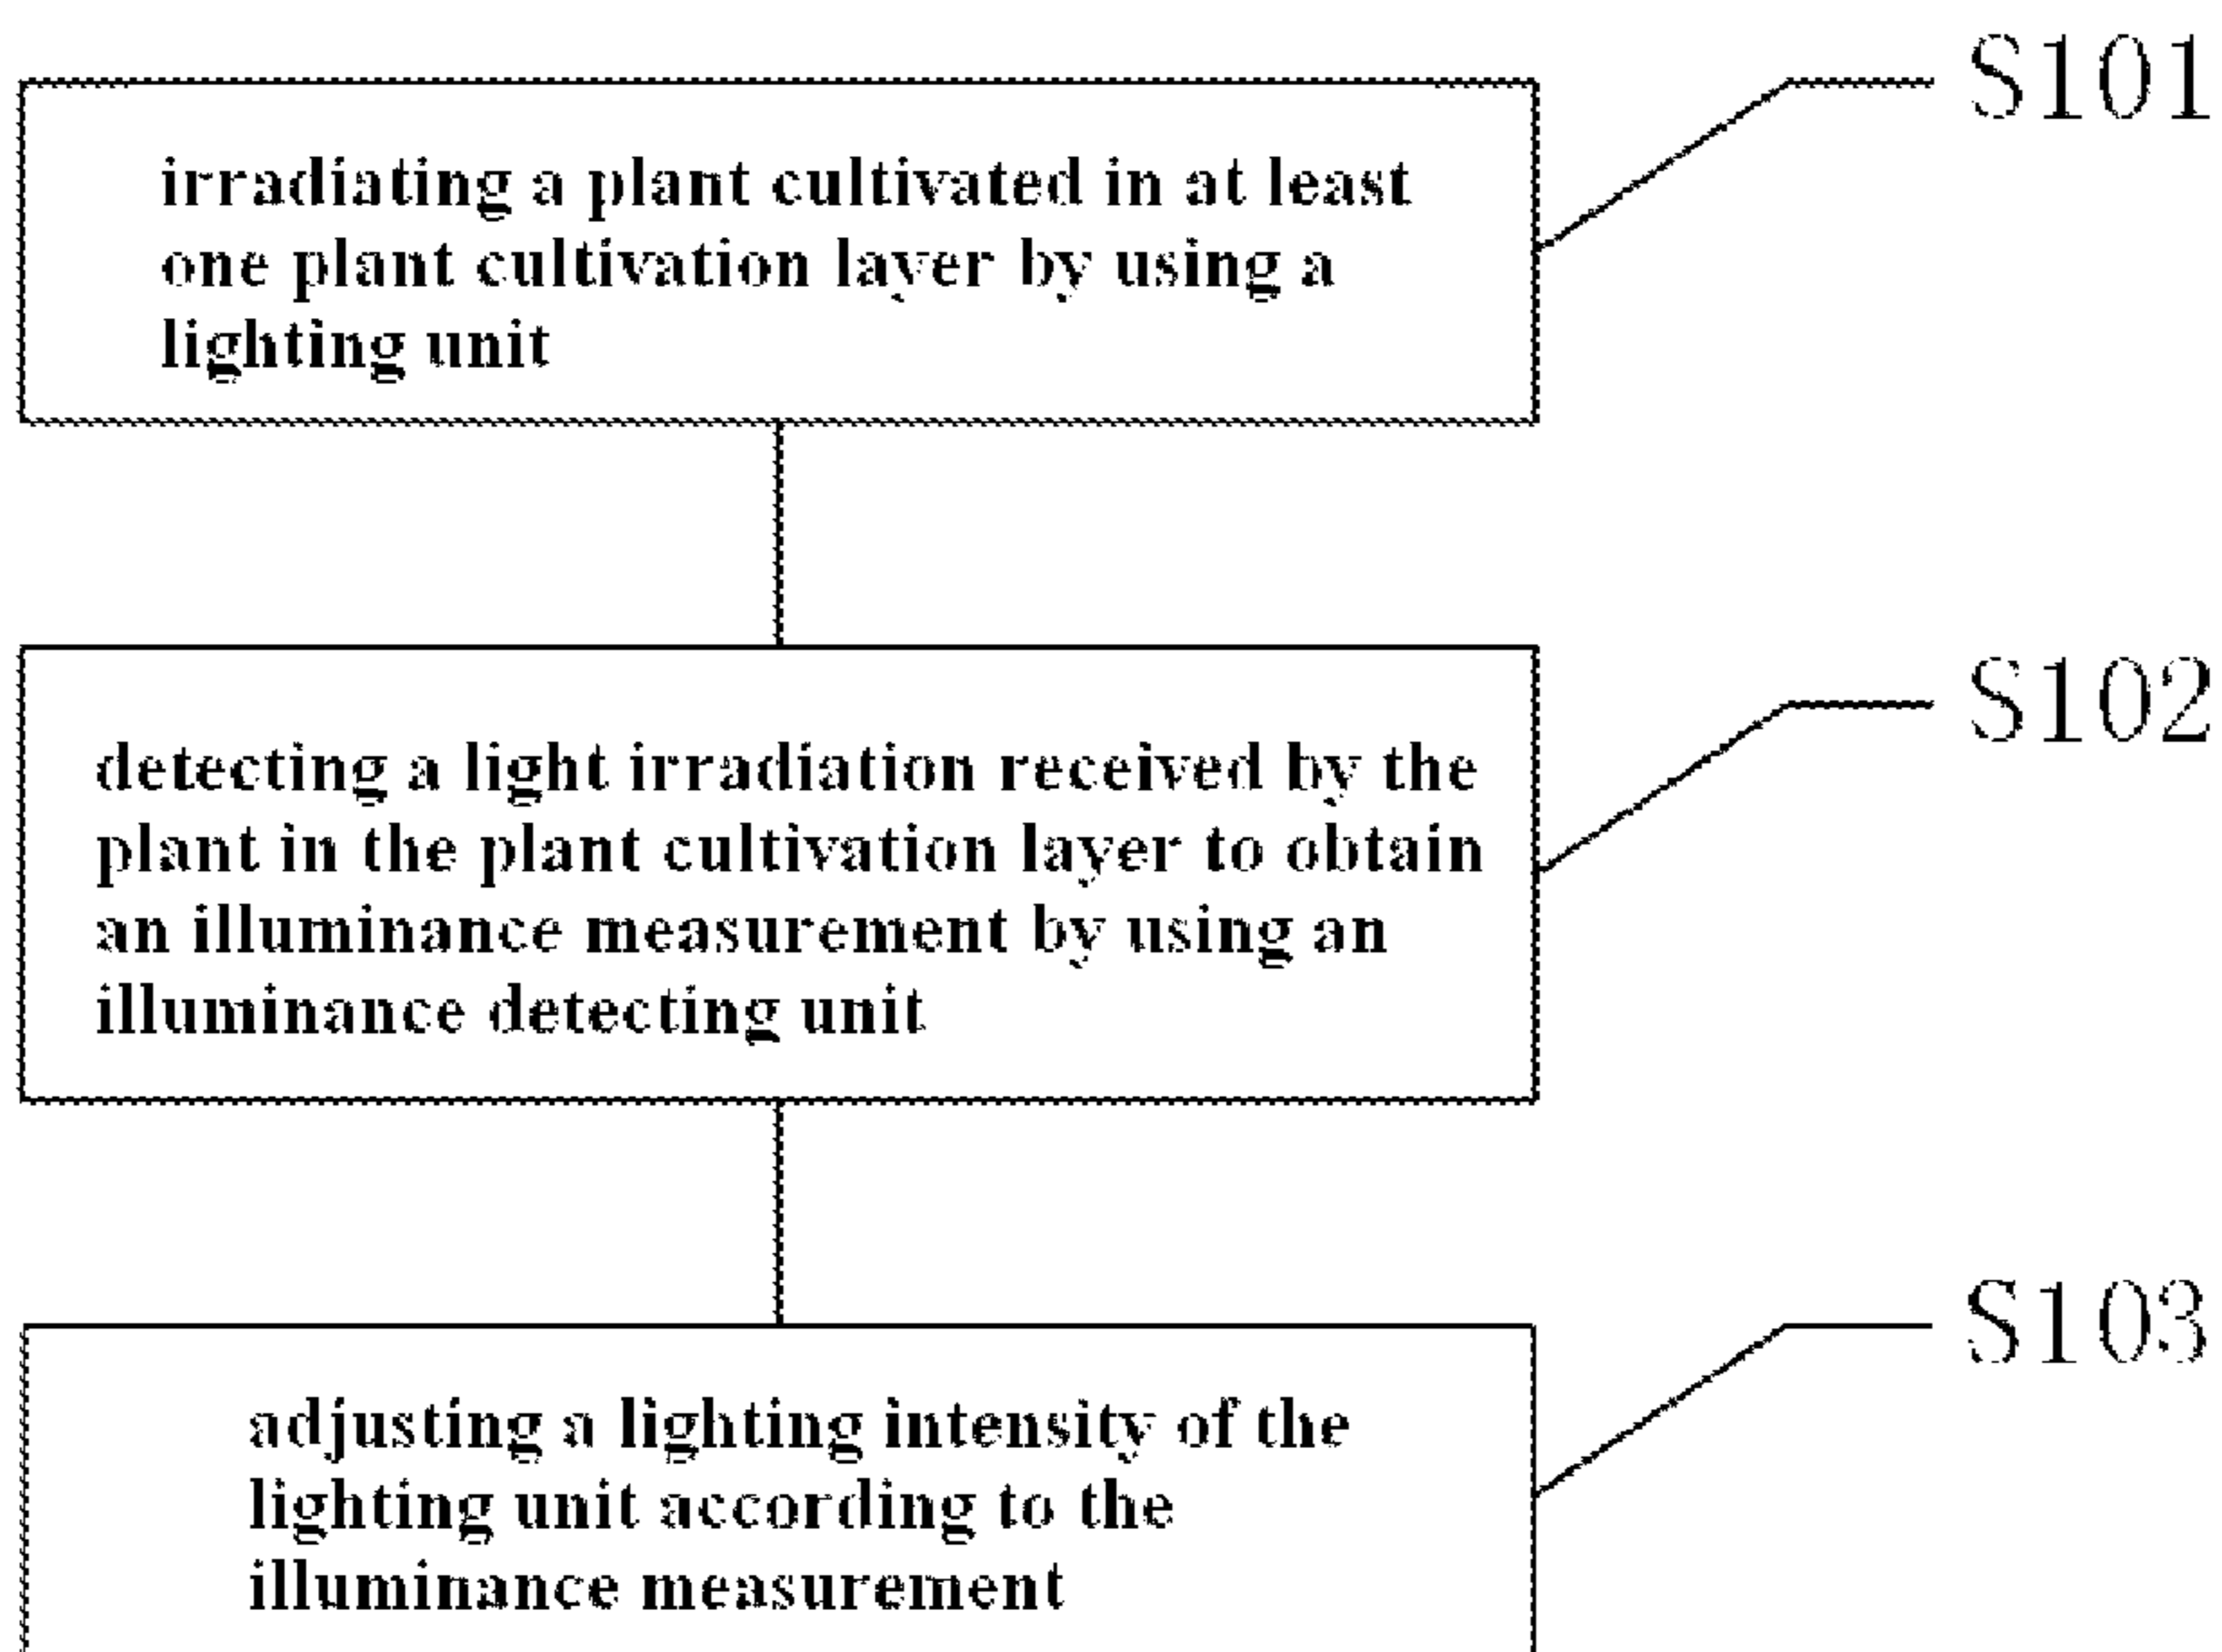 S101
irradiating a plant cultivated in at least
one plant cultivation layer by using a
lighting unit
S102
detecting a light irradiation received by the
plant in the plant cultivation layer to obtain
an illuminance measurement by using an
illuminance detecting unit
S103
adjusting a lighting intensity of the
lighting unit according to the
illuminance measurement